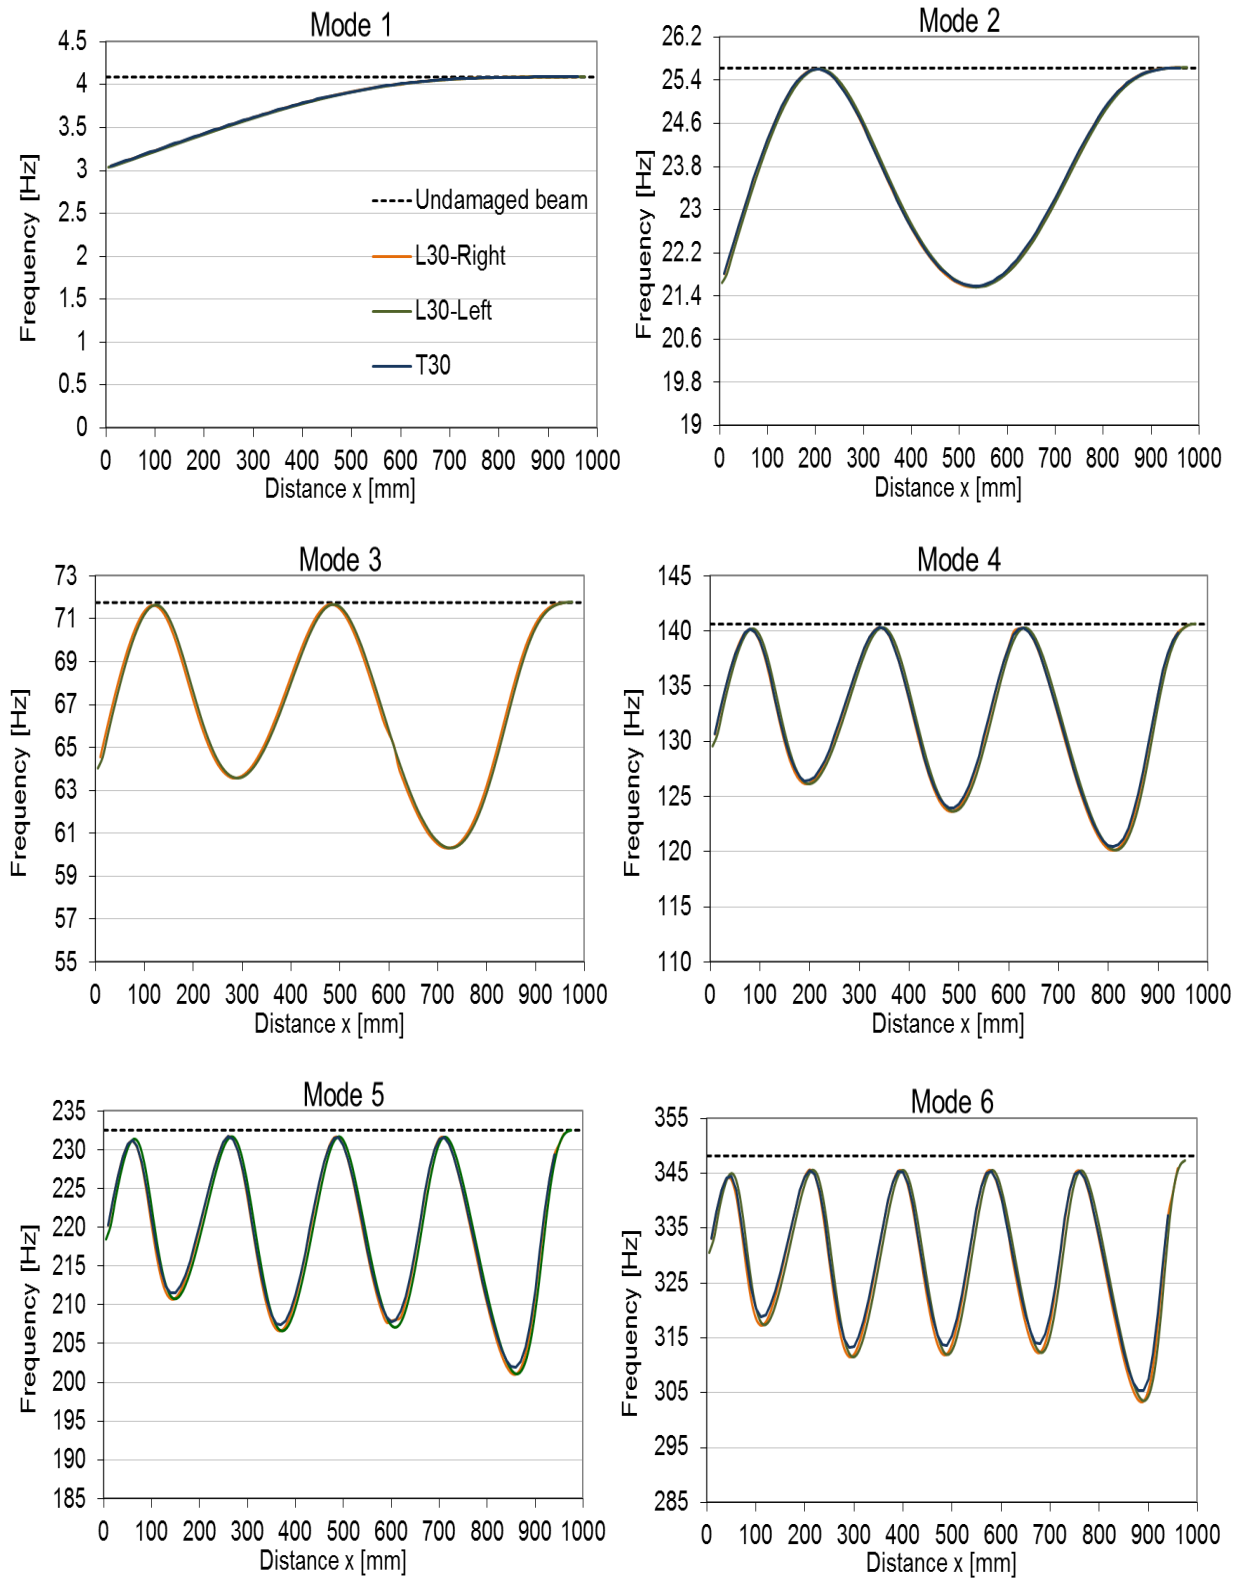 Mode 1
4.5
4
3.5
3
2.5
2
1.5
1
0.5
0
Frequency [Hz]
Undamaged beam
L30-Right
L30-Left
T30
0 100 200 300 400 500 600 700 800 900 1000
Distance x [mm]
Mode 2
26.2
25.4
24.6
23.8
23
22.2
21.4
20.6
19.8
19
Frequency [Hz]
0 100 200 300 400 500 600 700 800 900 1000
Distance x [mm]
Mode 3
73
71
69
67
65
63
61
59
57
55
Frequency [Hz]
0 100 200 300 400 500 600 700 800 900 1000
Distance x [mm]
Mode 4
145
140
135
130
125
120
115
110
Frequency [Hz]
0 100 200 300 400 500 600 700 800 900 1000
Distance x [mm]
Mode 5
235
230
225
220
215
210
205
200
195
190
185
Frequency [Hz]
0 100 200 300 400 500 600 700 800 900 1000
Distance x [mm]
Mode 6
355
345
335
325
315
305
295
285
Frequency [Hz]
0 100 200 300 400 500 600 700 800 900 1000
Distance x [mm]